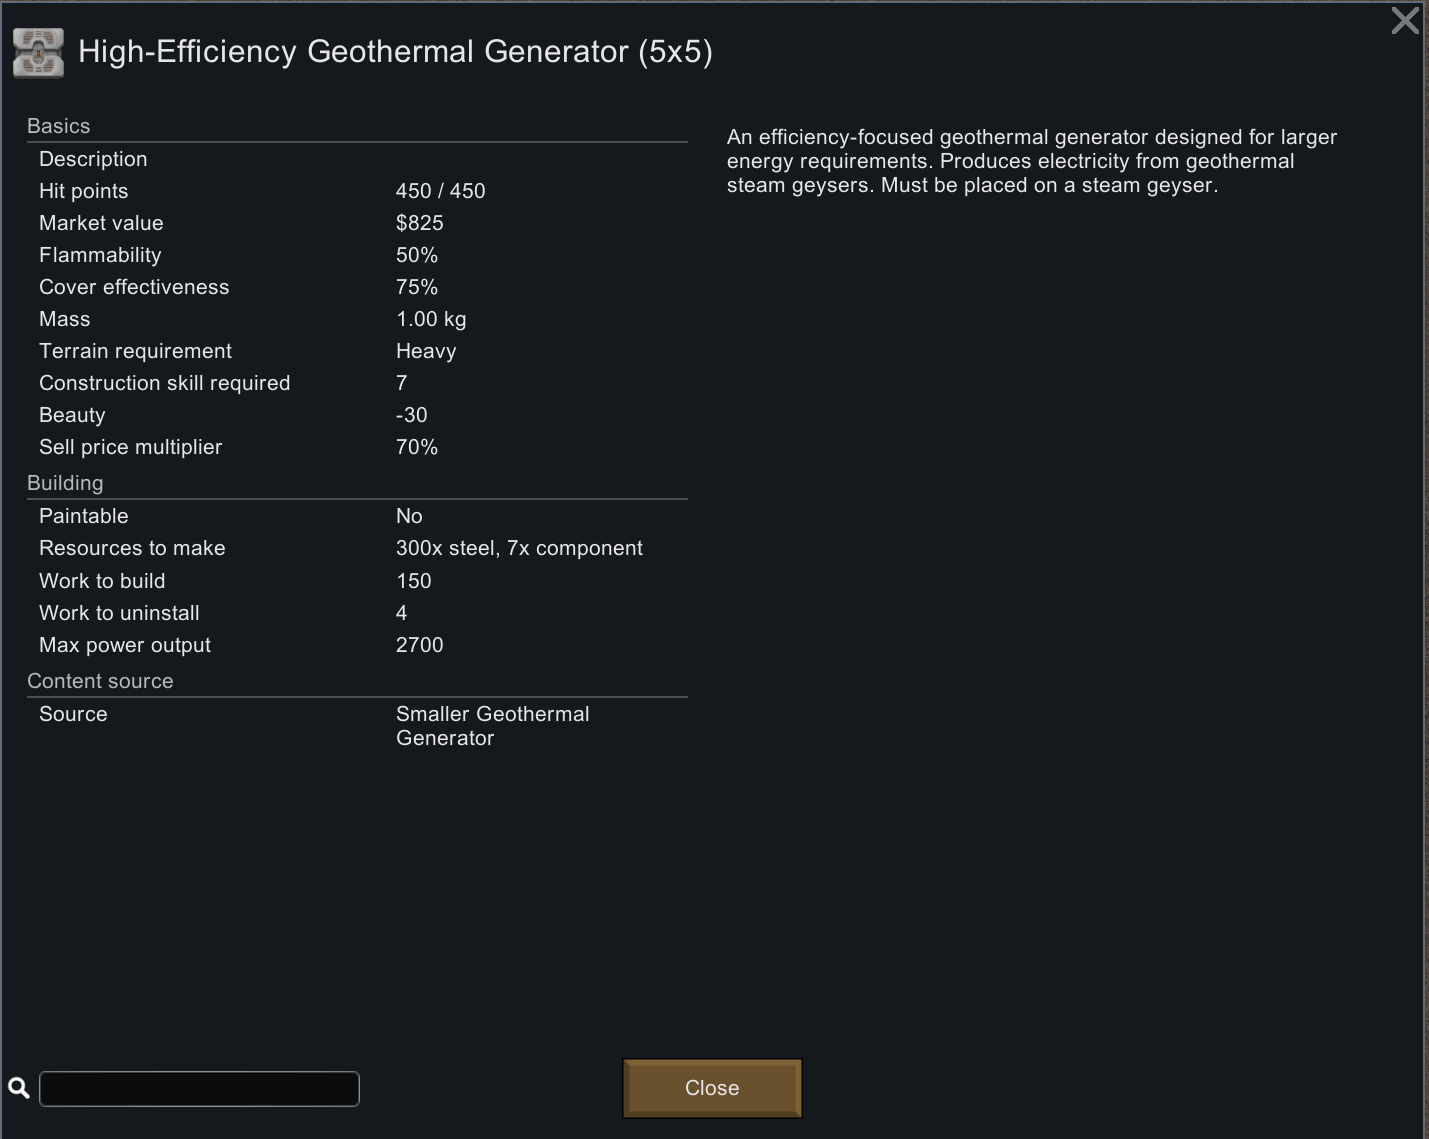 High-Efficiency Geothermal Generator (5x5)
Basics
Description
Hit points 450 / 450
Market value $825
Flammability 50%
Cover effectiveness 75%
Mass 1.00 kg
Terrain requirement Heavy
Construction skill required 7
Beauty -30
Sell price multiplier 70%
Building
Paintable No
Resources to make 300x steel, 7x component
Work to build 150
Work to uninstall 4
Max power output 2700
Content source
Source Smaller Geothermal
Generator
An efficiency-focused geothermal generator designed for larger
energy requirements. Produces electricity from geothermal
steam geysers. Must be placed on a steam geyser.
Close